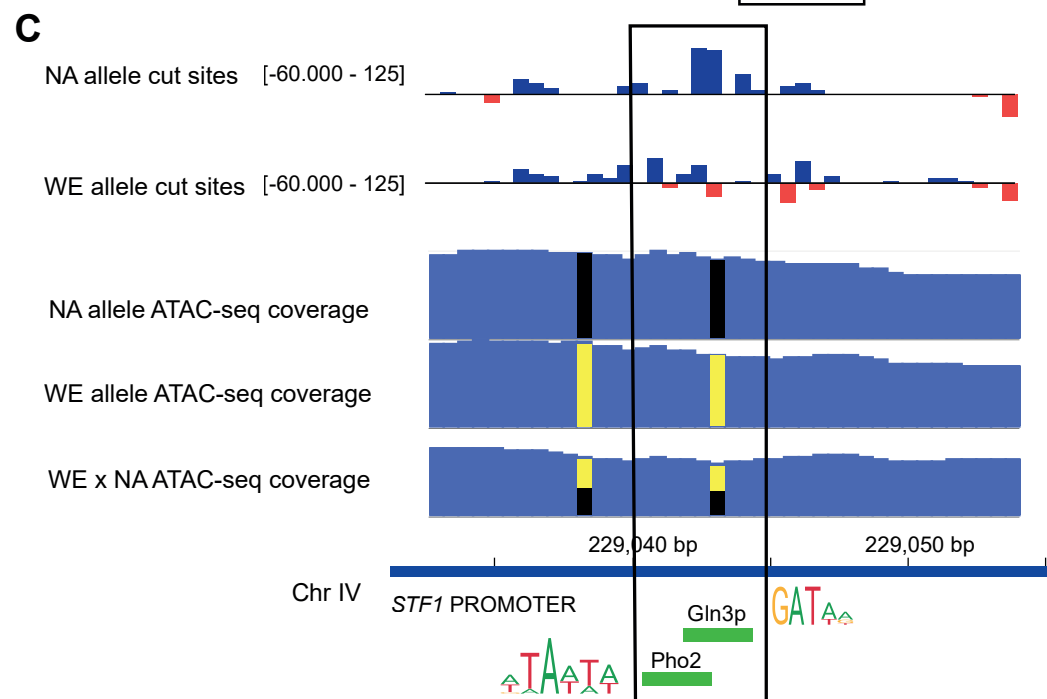 C
NA allele cut sites [-60.000 - 125]
WE allele cut sites [-60.000 - 125]
NA allele ATAC-seq coverage
WE allele ATAC-seq coverage
WE x NA ATAC-seq coverage
229,040 bp 229,050 bp
Chr IV
STF1 PROMOTER
Gln3p
GATAA
Pho2
ATAATA